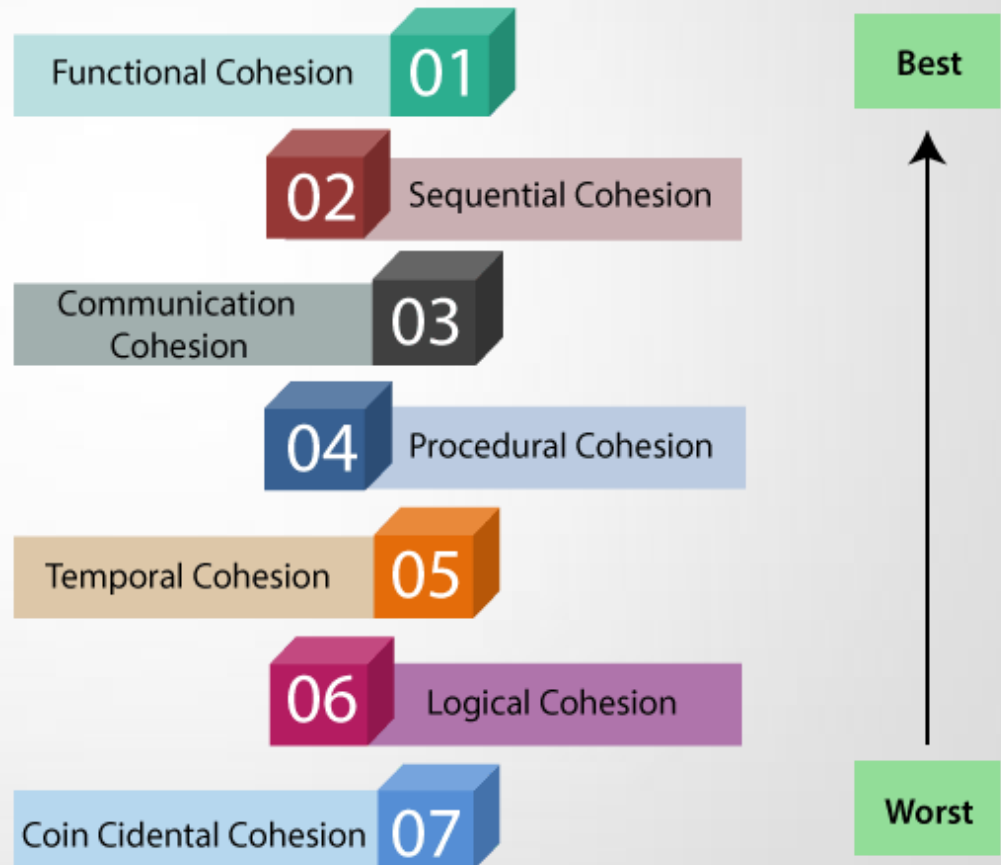 Functional Cohesion 01
Best
02 Sequential Cohesion
Communication
Cohesion
03
04 Procedural Cohesion
Temporal Cohesion 05
06 Logical Cohesion
Coin Cidental Cohesion 07
Worst